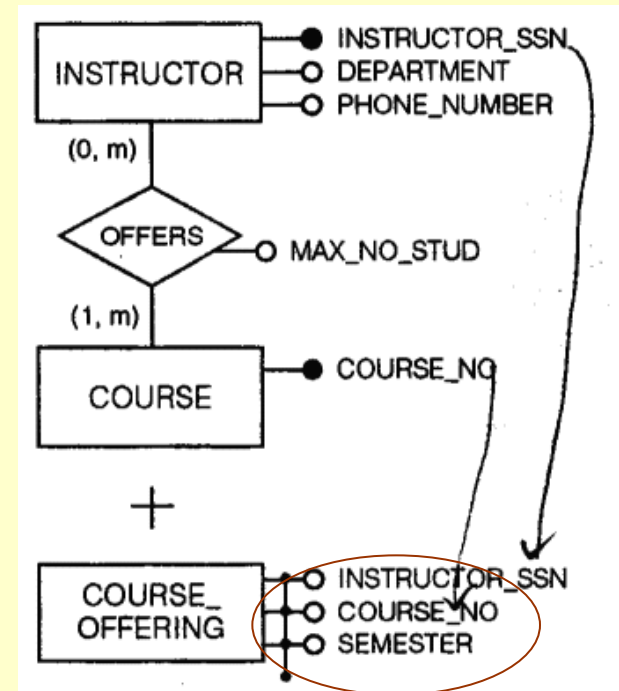 INSTRUCTOR
INSTRUCTOR_SSN
DEPARTMENT
PHONE_NUMBER
(0, m)
OFFERS
MAX_NO_STUD
(1, m)
COURSE
COURSE_NO
+
COURSE_
OFFERING
INSTRUCTOR_SSN
COURSE_NO
SEMESTER